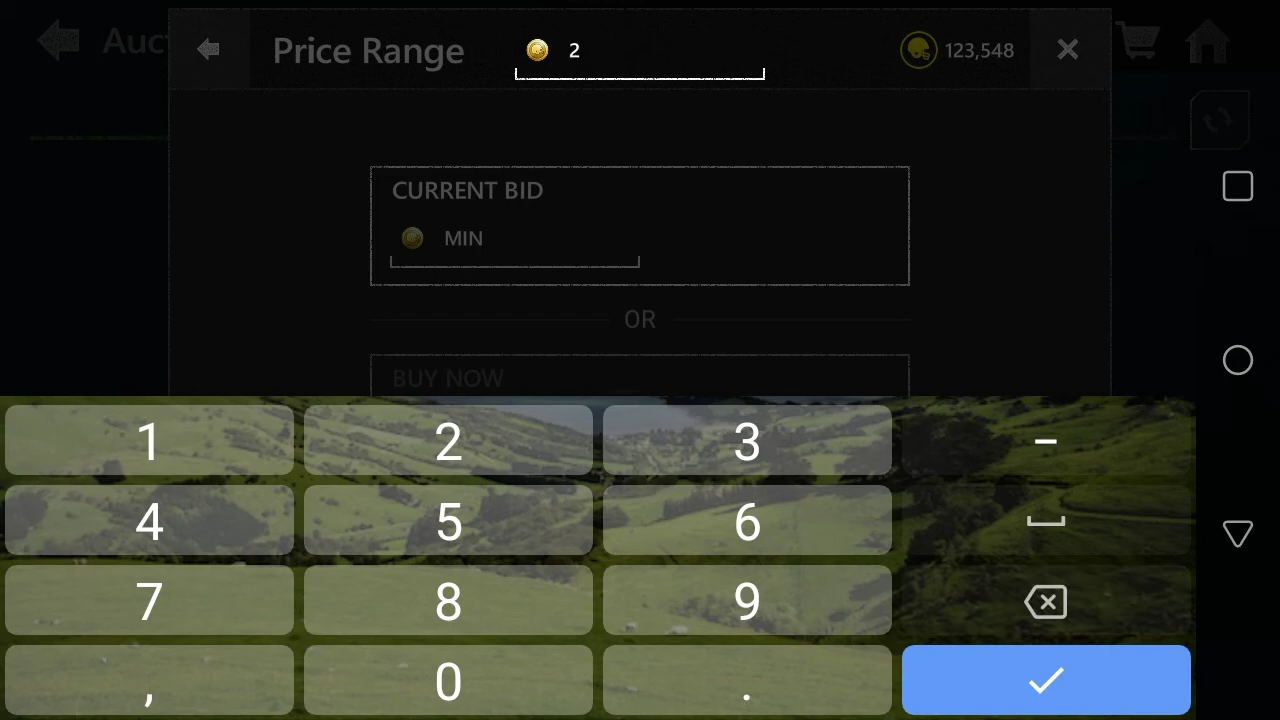 Auc
Price Range
2
123,548
CURRENT BID
MIN
OR
BUY NOW
1 2 3 -
4 5 6
7 8 9
, 0 .